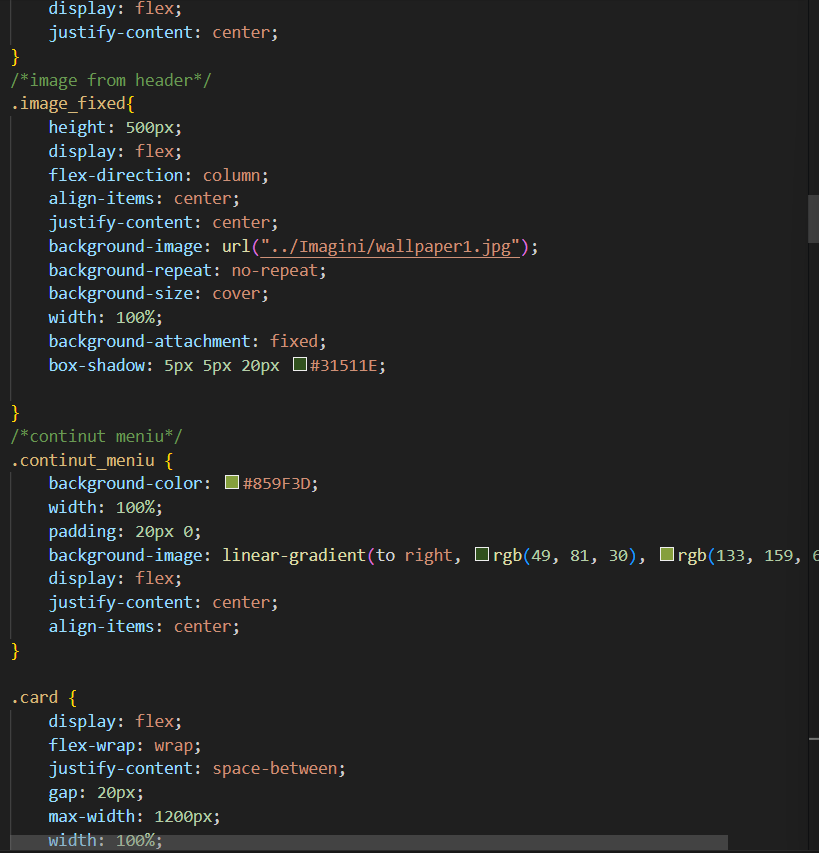 display: flex;
justify-content: center;
}
/*image from header*/
.image_fixed{
height: 500px;
display: flex;
flex-direction: column;
align-items: center;
justify-content: center;
background-image: url("../Imagini/wallpaper1.jpg");
background-repeat: no-repeat;
background-size: cover;
width: 100%;
background-attachment: fixed;
box-shadow: 5px 5px 20px #31511E;
}
/*continut meniu*/
.continut_meniu {
background-color: #859F3D;
width: 100%;
padding: 20px 0;
background-image: linear-gradient(to right, rgb(49, 81, 30), rgb(133, 159,
display: flex;
justify-content: center;
align-items: center;
}
.card {
display: flex;
flex-wrap: wrap;
justify-content: space-between;
gap: 20px;
max-width: 1200px;
width: 100%;